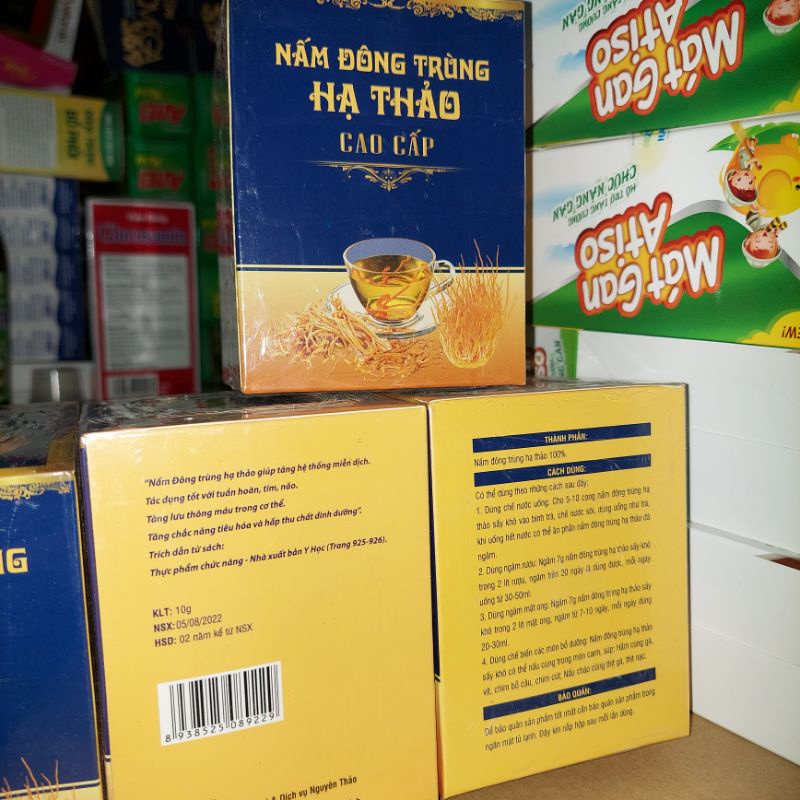 NẤM ĐÔNG TRÙNG
HẠ THẢO
CAO CẤP
Mát Gan
Atiso
HỖ TRỢ TĂNG CƯỜNG
CHỨC NĂNG GAN
Mát Gan
Atiso
Glucosamin
BỔ PHỔI
NG
"Nấm Đông trùng hạ thảo giúp tăng hệ thống miễn dịch.
Tác dụng tốt với tuần hoàn, tim, não.
Tăng lưu thông máu trong cơ thể.
Tăng chắc năng tiêu hóa và hấp thu chất dinh dưỡng".
Trích dẫn từ sách:
Thực phẩm chức năng - Nhà xuất bản Y Học (Trang 925-926).
KLT: 10g
NSX: 05/08/2022
HSD: 02 năm kể từ NSX
8 938525 089229
& Dịch vụ Nguyên Thảo
THÀNH PHẦN:
Nấm đông trùng hạ thảo 100%.
CÁCH DÙNG:
Có thể dùng theo những cách sau đây:
1. Dùng chế nước uống: Cho 5-10 cọng nấm đông trùng hạ
thảo sấy khô vào bình trà, chế nước sôi, dùng uống như trà,
khi uống hết nước có thể ăn phần nấm đông trùng hạ thảo đã
ngâm.
2. Dùng ngâm rượu: Ngâm 7g nấm đông trùng hạ thảo sấy khô
trong 2 lít rượu, ngâm trên 20 ngày là dùng được, mỗi ngày
uống từ 30-50ml.
3. Dùng ngâm mật ong: Ngâm 7g nấm đông trùng hạ thảo sấy
khô trong 2 lít mật ong, ngâm từ 7-10 ngày, mỗi ngày dùng
20-30ml.
4. Dùng chế biến các món bổ dưỡng: Nấm đông trùng hạ thảo
sấy khô có thể nấu cùng trong món canh, súp: Hầm cùng gà,
vịt, chim bồ câu, chim cút; Nấu cháo cùng thịt gà, thịt nạc.
BẢO QUẢN:
Để bảo quản sản phẩm tốt nhất cần bảo quản sản phẩm trong
ngăn mát tủ lạnh. Đậy kín nắp hộp sau mỗi lần dùng.